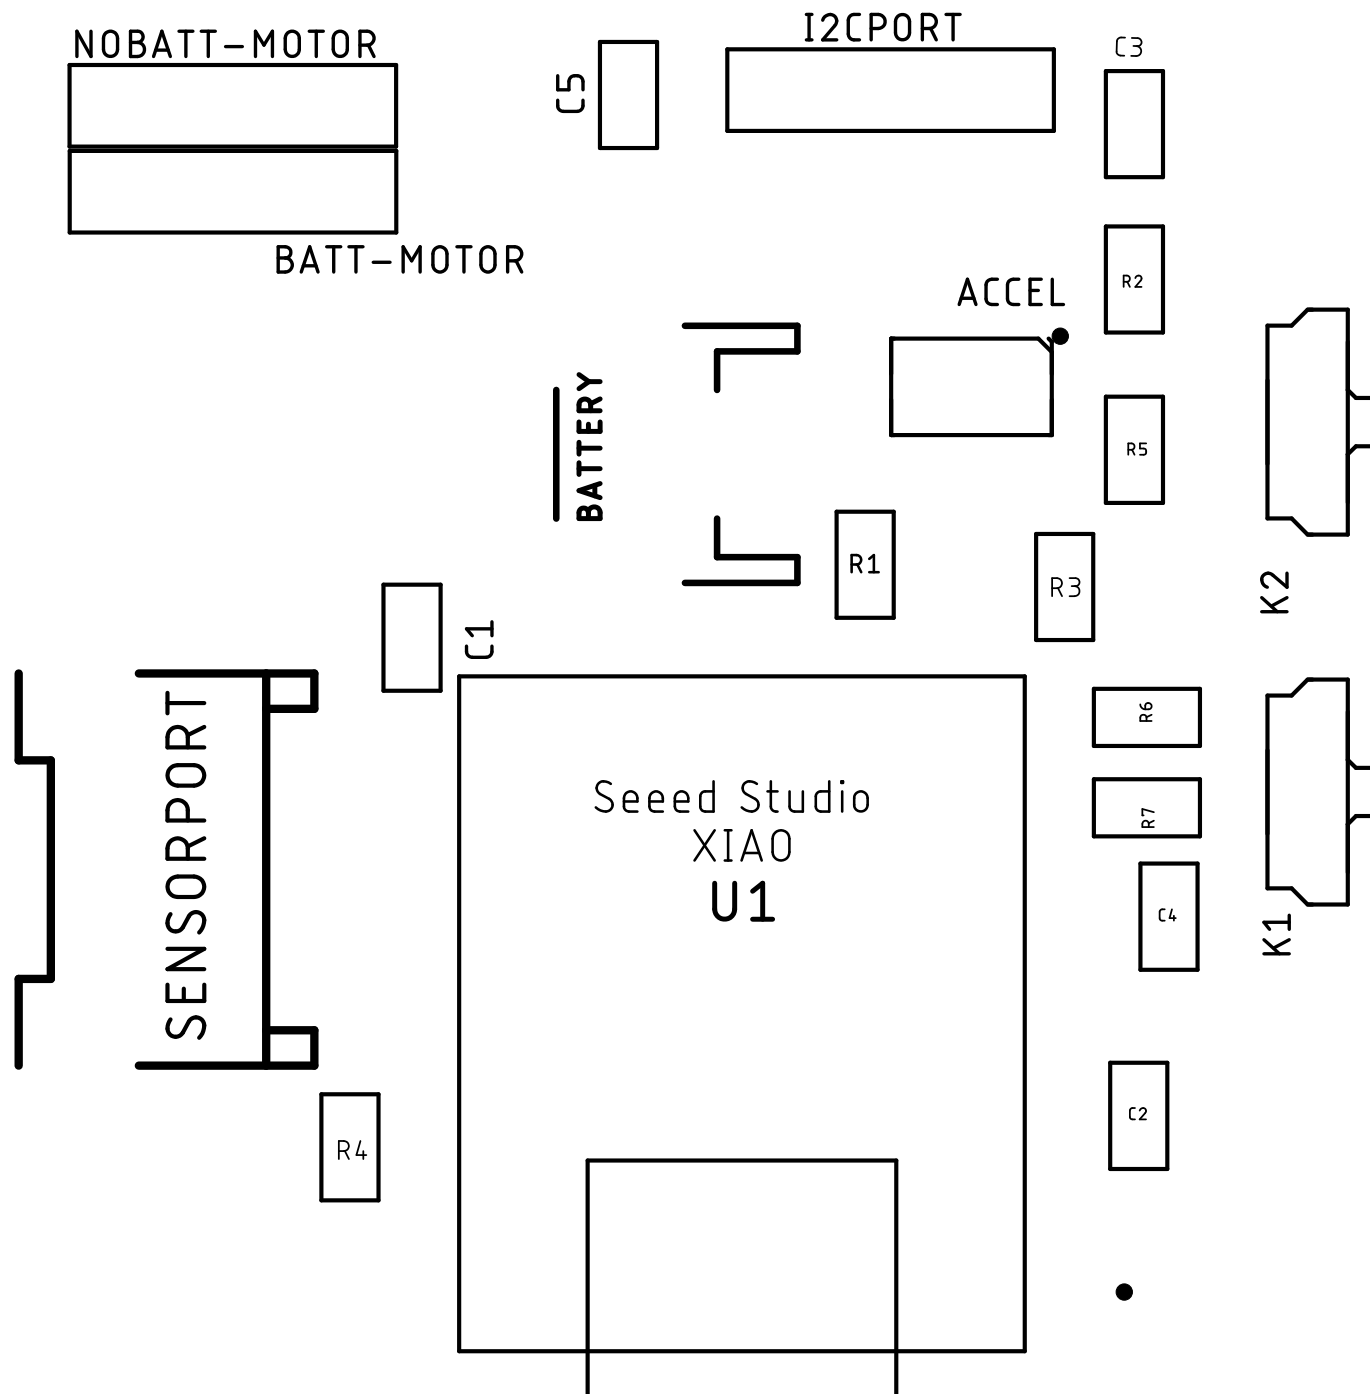 I2CPORT
NOBATT-MOTOR
C3
C5
BATT-MOTOR
R2
ACCEL
BATTERY
R5
R1
R3
K2
C1
SENSORPORT
R6
Seeed Studio
XIAO
U1
R7
C4
K1
C2
R4